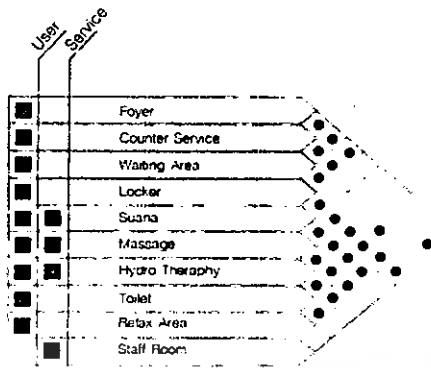 User
Service
Foyer
Counter Service
Waiting Area
Locker
Suana
Massage
Hydro Theraphy
Toilet
Relax Area
Staff Room